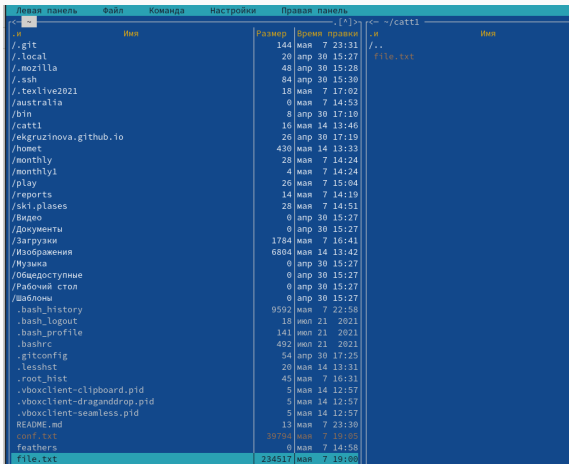 Левая панель Файл Команда Настройки Правая панель
<— ~ .[^]> <— ~/catt1
.и Имя Размер Время правки .и Имя
/.git 144 мая 7 23:31 /..
/.local 20 апр 30 15:27 file.txt
/.mozilla 48 апр 30 15:28
/.ssh 84 апр 30 15:30
/.texlive2021 18 мая 7 17:02
/australia 0 мая 7 14:53
/bin 8 апр 30 17:10
/catt1 16 мая 14 13:46
/ekgruzinova.github.io 26 апр 30 17:19
/homet 430 мая 14 13:33
/monthly 28 мая 7 14:24
/monthly1 4 мая 7 14:24
/play 26 мая 7 15:04
/reports 14 мая 7 14:19
/ski.plases 28 мая 7 14:51
/Видео 0 апр 30 15:27
/Документы 0 апр 30 15:27
/Загрузки 1784 мая 7 16:41
/Изображения 6804 мая 14 13:42
/Музыка 0 апр 30 15:27
/Общедоступные 0 апр 30 15:27
/Рабочий стол 0 апр 30 15:27
/Шаблоны 0 апр 30 15:27
.bash_history 9592 мая 7 22:58
.bash_logout 18 июл 21 2021
.bash_profile 141 июл 21 2021
.bashrc 492 июл 21 2021
.gitconfig 54 апр 30 17:25
.lesshst 20 мая 14 13:31
.root_hist 45 мая 7 16:31
.vboxclient-clipboard.pid 5 мая 14 12:57
.vboxclient-draganddrop.pid 5 мая 14 12:57
.vboxclient-seamless.pid 5 мая 14 12:57
README.md 13 мая 7 23:30
conf.txt 39794 мая 7 19:05
feathers 0 мая 7 14:58
file.txt 234517 мая 7 19:00